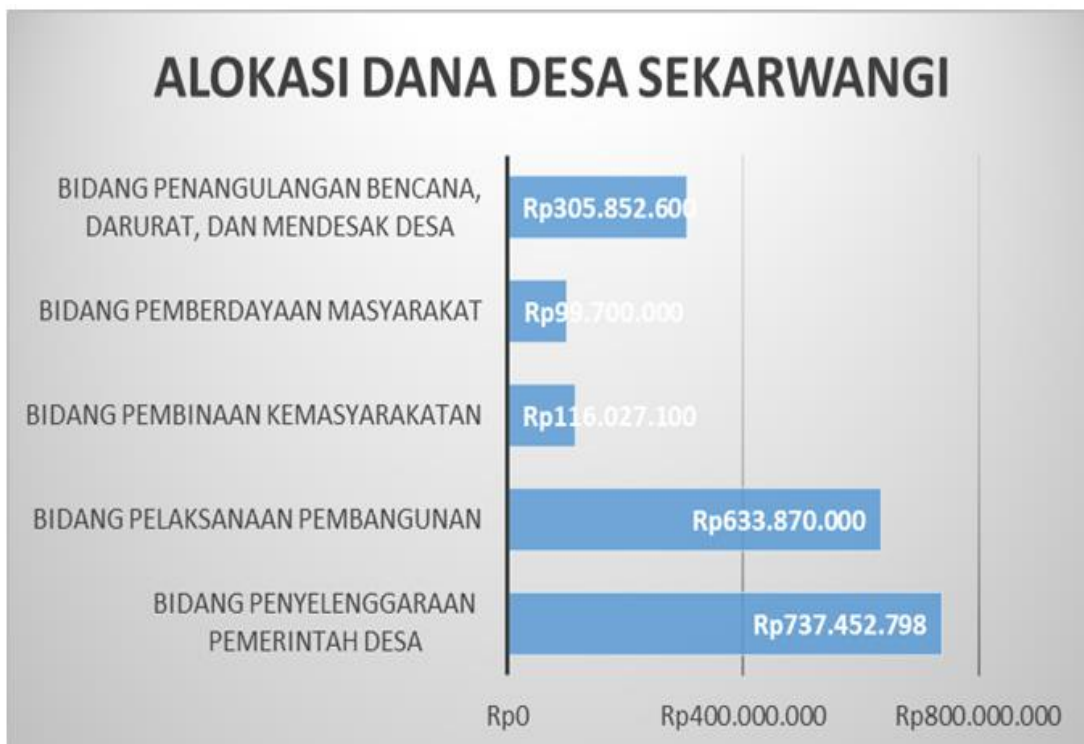 ALOKASI DANA DESA SEKARWANGI
BIDANG PENANGULANGAN BENCANA,
DARURAT, DAN MENDESAK DESA
Rp305.852.600
BIDANG PEMBERDAYAAN MASYARAKAT
Rp99.700.000
BIDANG PEMBINAAN KEMASYARAKATAN
Rp116.027.100
BIDANG PELAKSANAAN PEMBANGUNAN
Rp633.870.000
BIDANG PENYELENGGARAAN
PEMERINTAH DESA
Rp737.452.798
Rp0
Rp400.000.000
Rp800.000.000